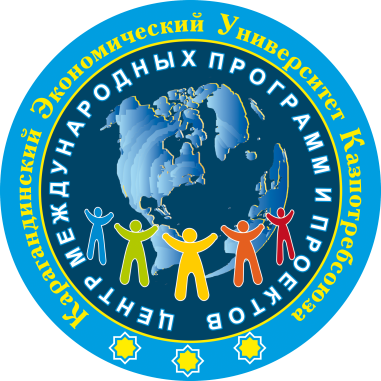 Карагандинский Экономический Университет Казпотребсоюза
ЦЕНТР МЕЖДУНАРОДНЫХ ПРОГРАММ И ПРОЕКТОВ